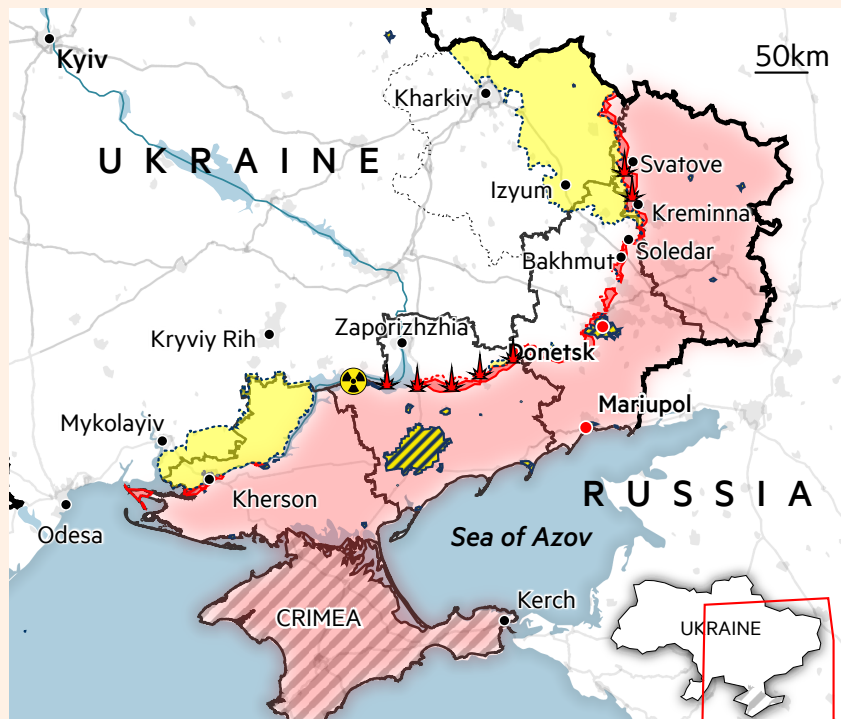 50km
Kyiv
Kharkiv
UKRAINE
Svatove
Izyum
Kreminna
Soledar
Bakhmut
Zaporizhzhia
Kryviy Rih
Donetsk
Mariupol
Mykolayiv
RUSSIA
Kherson
Odesa
Sea of Azov
Kerch
CRIMEA
UKRAINE